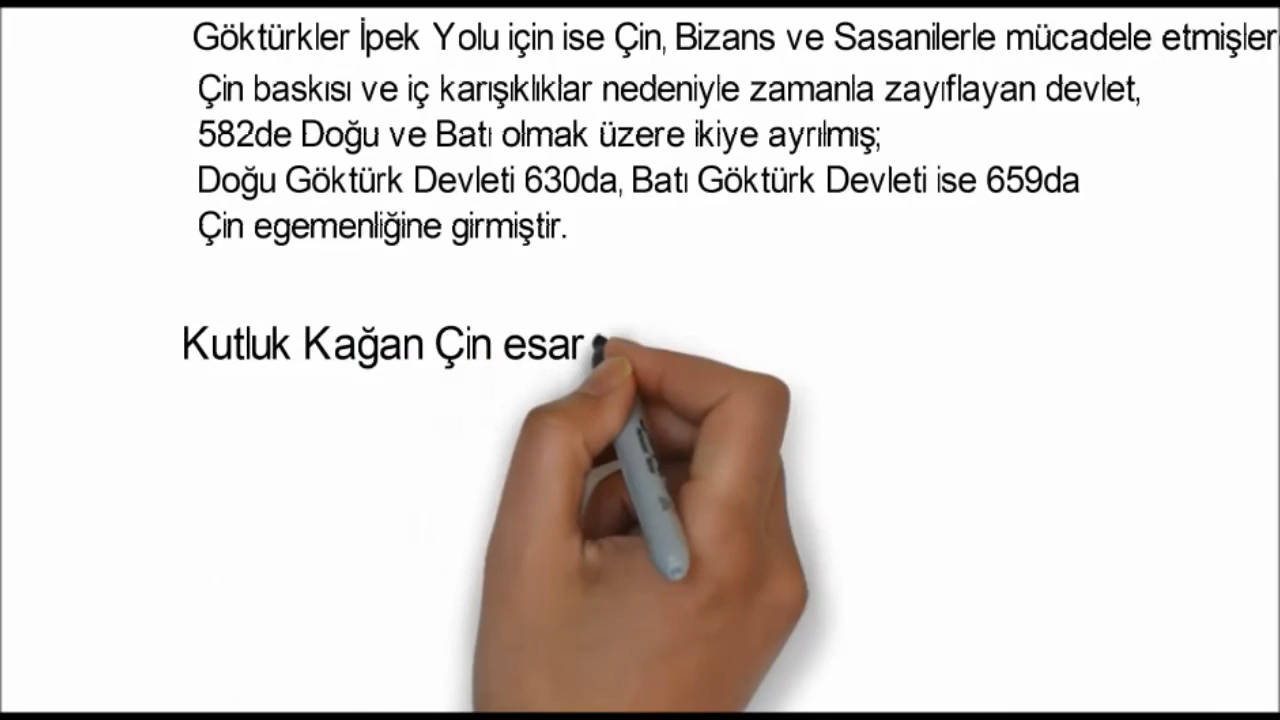 Göktürkler İpek Yolu için ise Çin, Bizans ve Sasanilerle mücadele etmişler
Çin baskısı ve iç karışıklıklar nedeniyle zamanla zayıflayan devlet,
582de Doğu ve Batı olmak üzere ikiye ayrılmış;
Doğu Göktürk Devleti 630da, Batı Göktürk Devleti ise 659da
Çin egemenliğine girmiştir.
Kutluk Kağan Çin esar